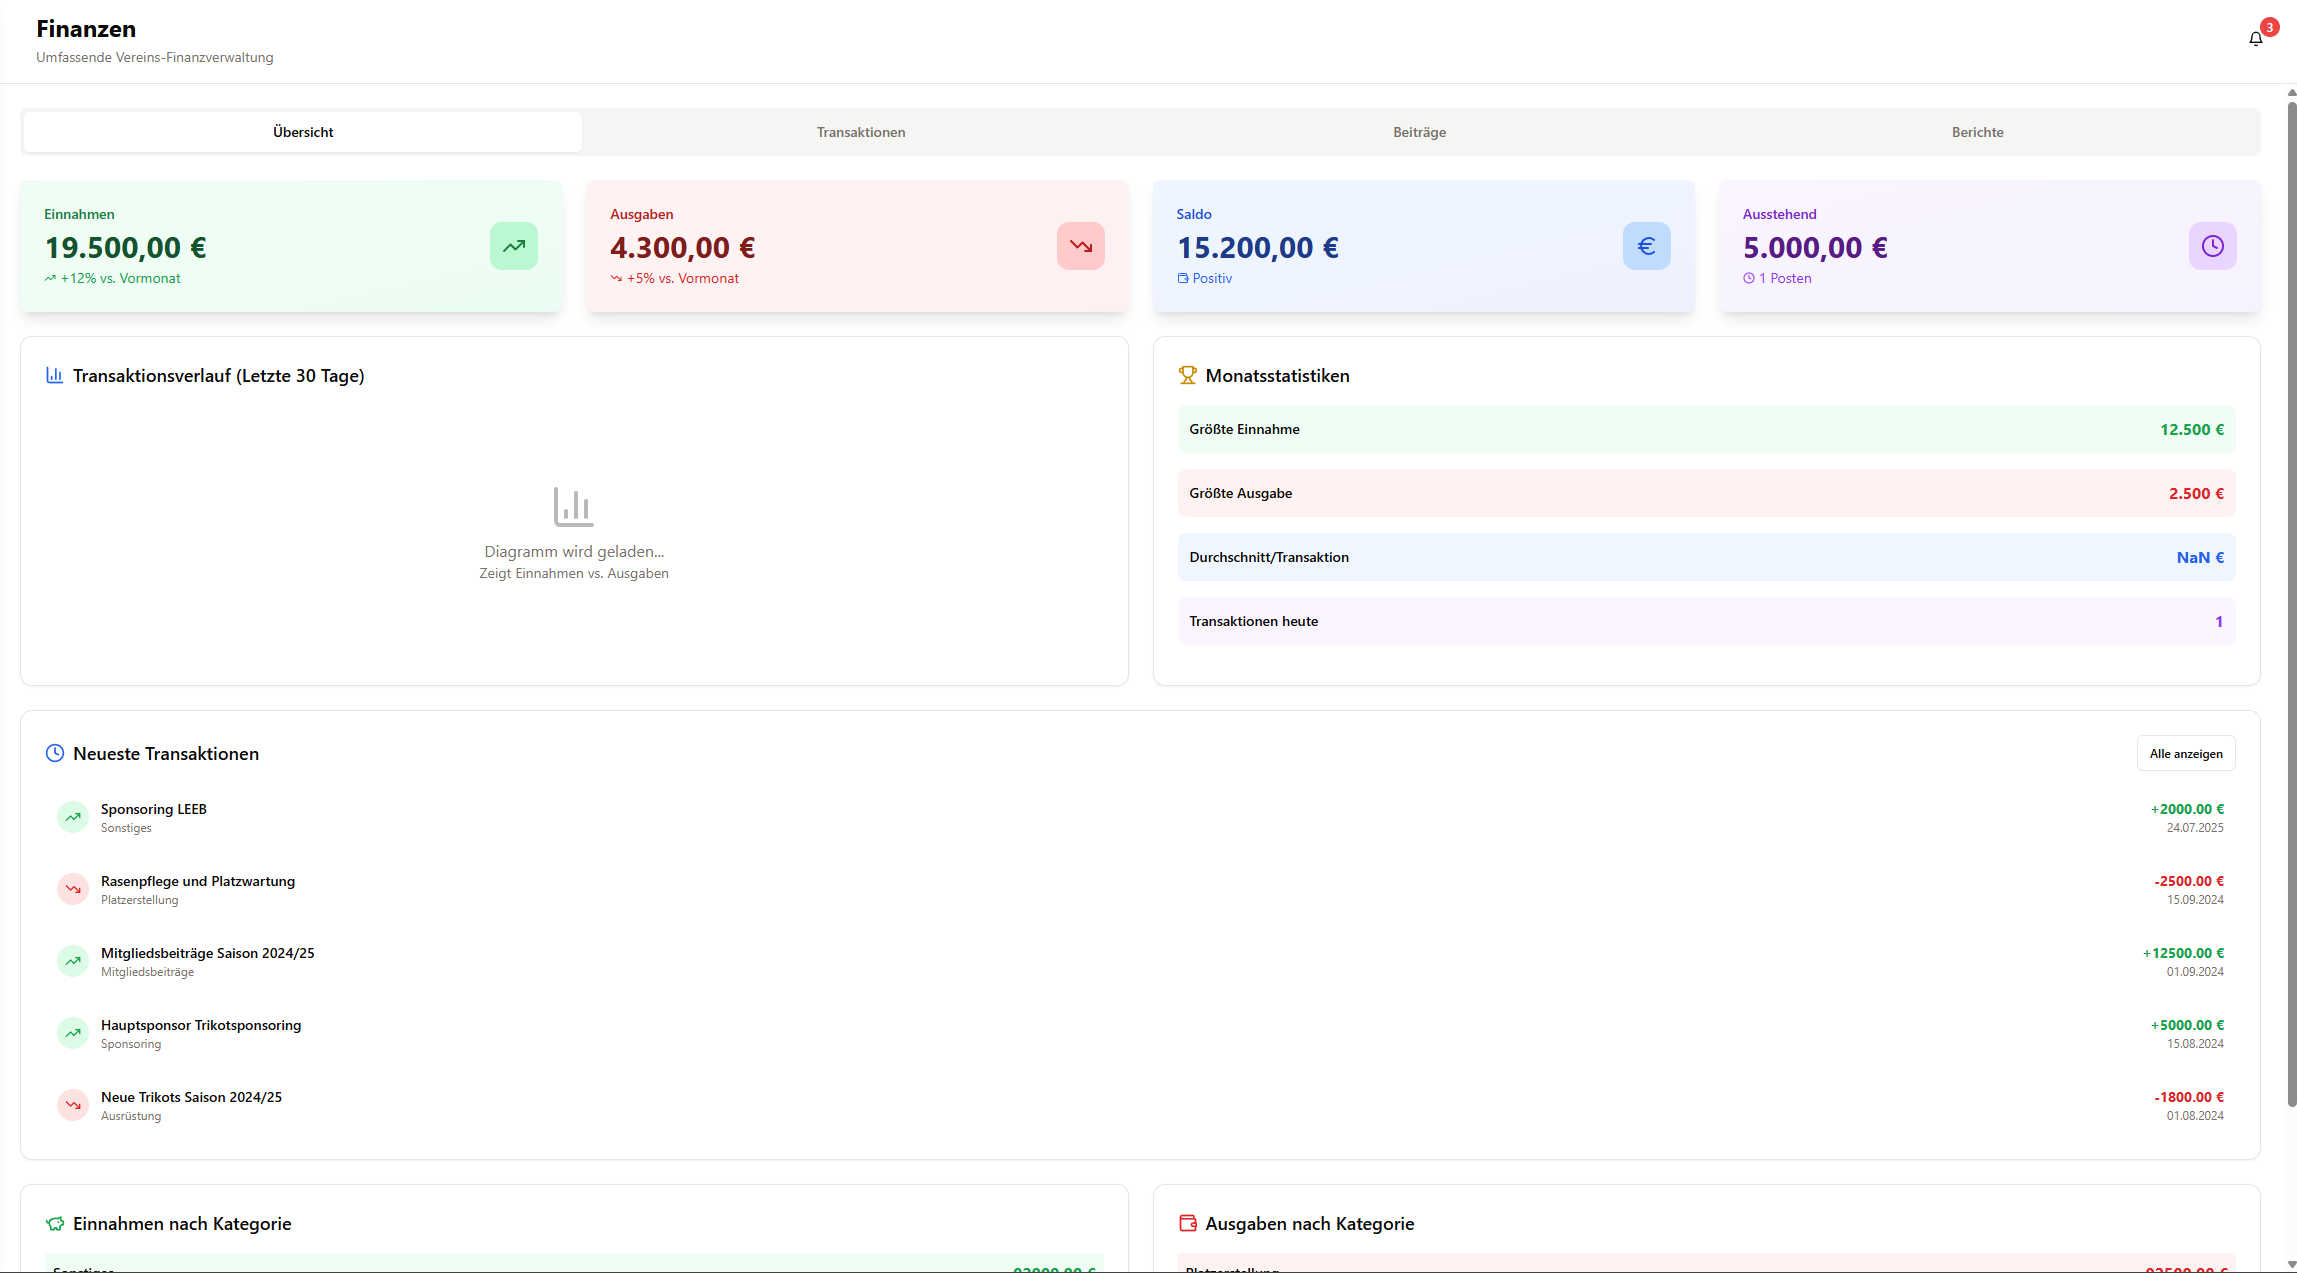 Finanzen
Umfassende Vereins-Finanzverwaltung
3
Übersicht
Transaktionen
Beiträge
Berichte
Einnahmen
19.500,00 €
+12% vs. Vormonat
Ausgaben
4.300,00 €
+5% vs. Vormonat
Saldo
15.200,00 €
Positiv
Ausstehend
5.000,00 €
1 Posten
Transaktionsverlauf (Letzte 30 Tage)
Diagramm wird geladen...
Zeigt Einnahmen vs. Ausgaben
Monatsstatistiken
Größte Einnahme
12.500 €
Größte Ausgabe
2.500 €
Durchschnitt/Transaktion
NaN €
Transaktionen heute
1
Neueste Transaktionen
Alle anzeigen
Sponsoring LEEB
+2000.00 €
Sonstiges
24.07.2025
Rasenpflege und Platzwartung
-2500.00 €
Platzerstellung
15.09.2024
Mitgliedsbeiträge Saison 2024/25
+12500.00 €
Mitgliedsbeiträge
01.09.2024
Hauptsponsor Trikotsponsoring
+5000.00 €
Sponsoring
15.08.2024
Neue Trikots Saison 2024/25
-1800.00 €
Ausrüstung
01.08.2024
Einnahmen nach Kategorie
Ausgaben nach Kategorie
Sonstiges
02000.00 €
Platzerstellung
02500.00 €